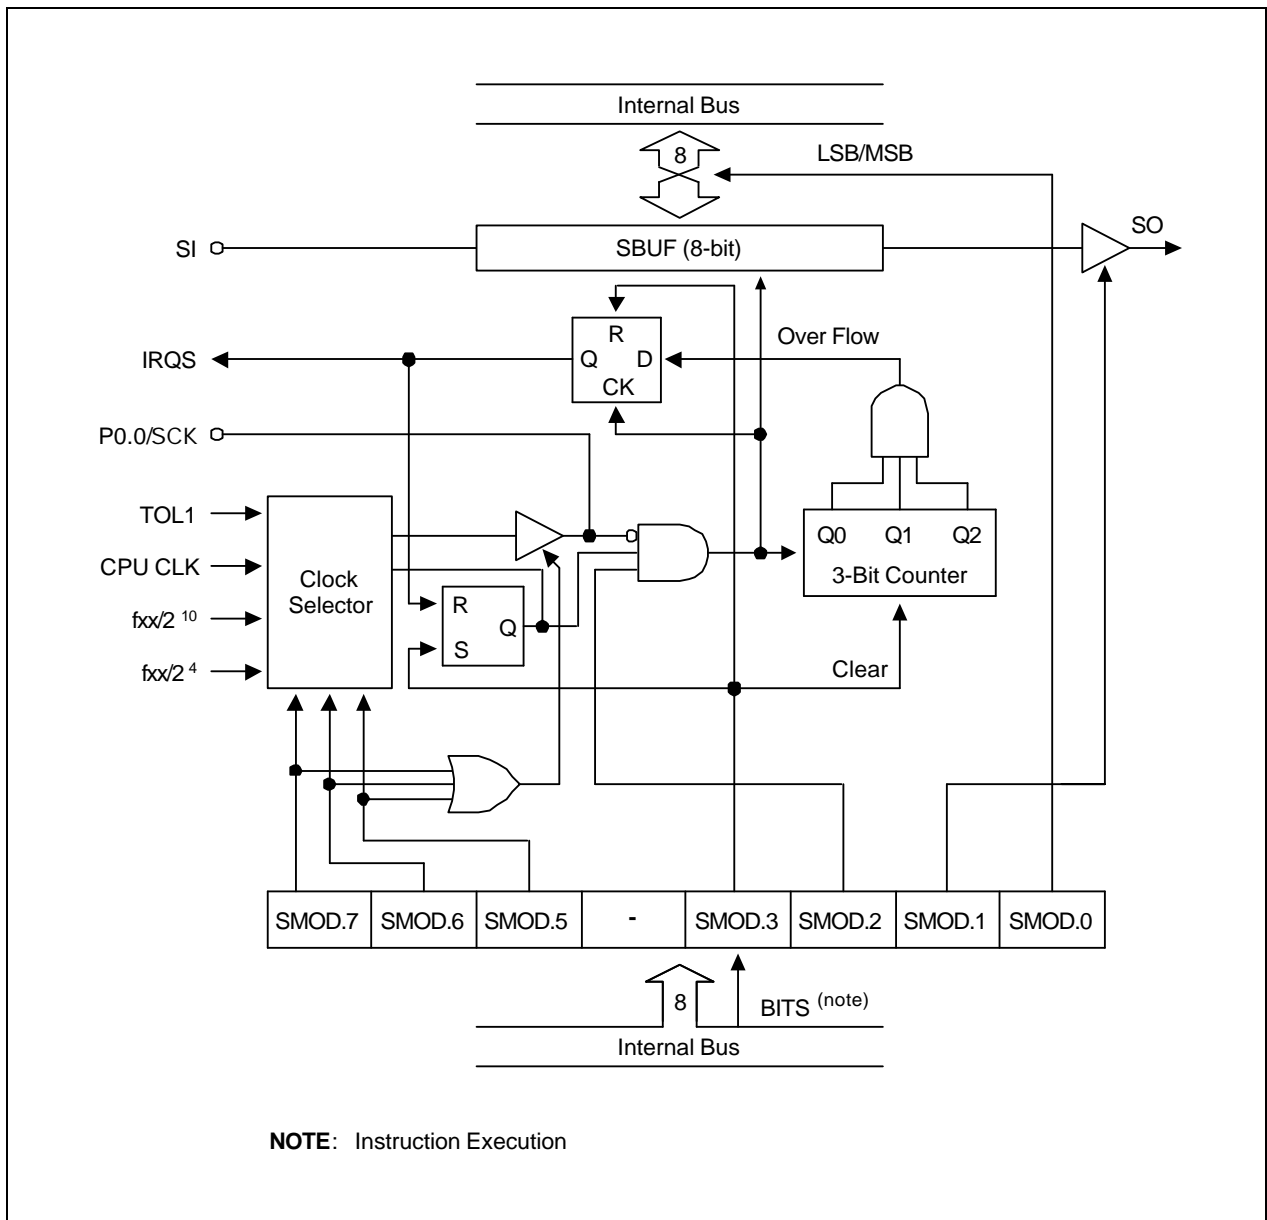 Internal Bus
8
LSB/MSB
SI
SBUF (8-bit)
SO
R
Over Flow
IRQS
Q D
CK
P0.0/SCK
TOL1
Q0 Q1 Q2
CPU CLK
Clock
Selector
3-Bit Counter
R
fxx/2 10
Q
S
fxx/2 4
Clear
SMOD.7 SMOD.6 SMOD.5 - SMOD.3 SMOD.2 SMOD.1 SMOD.0
8
BITS (note)
Internal Bus
NOTE: Instruction Execution